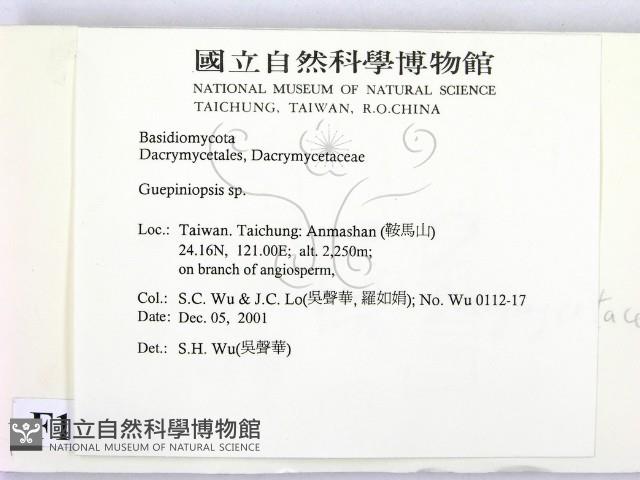 國立自然科學博物館
NATIONAL MUSEUM OF NATURAL SCIENCE
TAICHUNG, TAIWAN, R.O.CHINA
Basidiomycota
Dacrymycetales, Dacrymycetaceae
Guepiniopsis sp.
Loc.: Taiwan. Taichung: Anmashan (鞍馬山)
24.16N, 121.00E; alt. 2,250m;
on branch of angiosperm,
Col.: S.C. Wu & J.C. Lo(吳聲華, 羅如娟); No. Wu 0112-17
Date: Dec. 05, 2001
Det.: S.H. Wu(吳聲華)
國立自然科學博物館
NATIONAL MUSEUM OF NATURAL SCIENCE